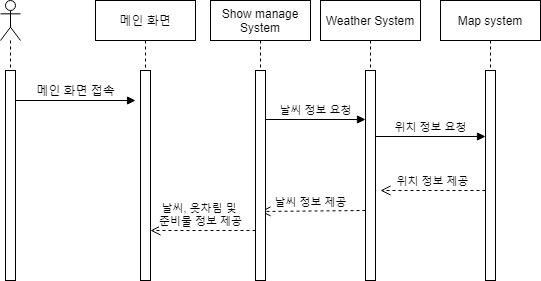 메인 화면
Show manage
System
Weather System
Map system
메인 화면 접속
날씨 정보 요청
위치 정보 요청
위치 정보 제공
날씨 정보 제공
날씨, 옷차림 및
준비물 정보 제공